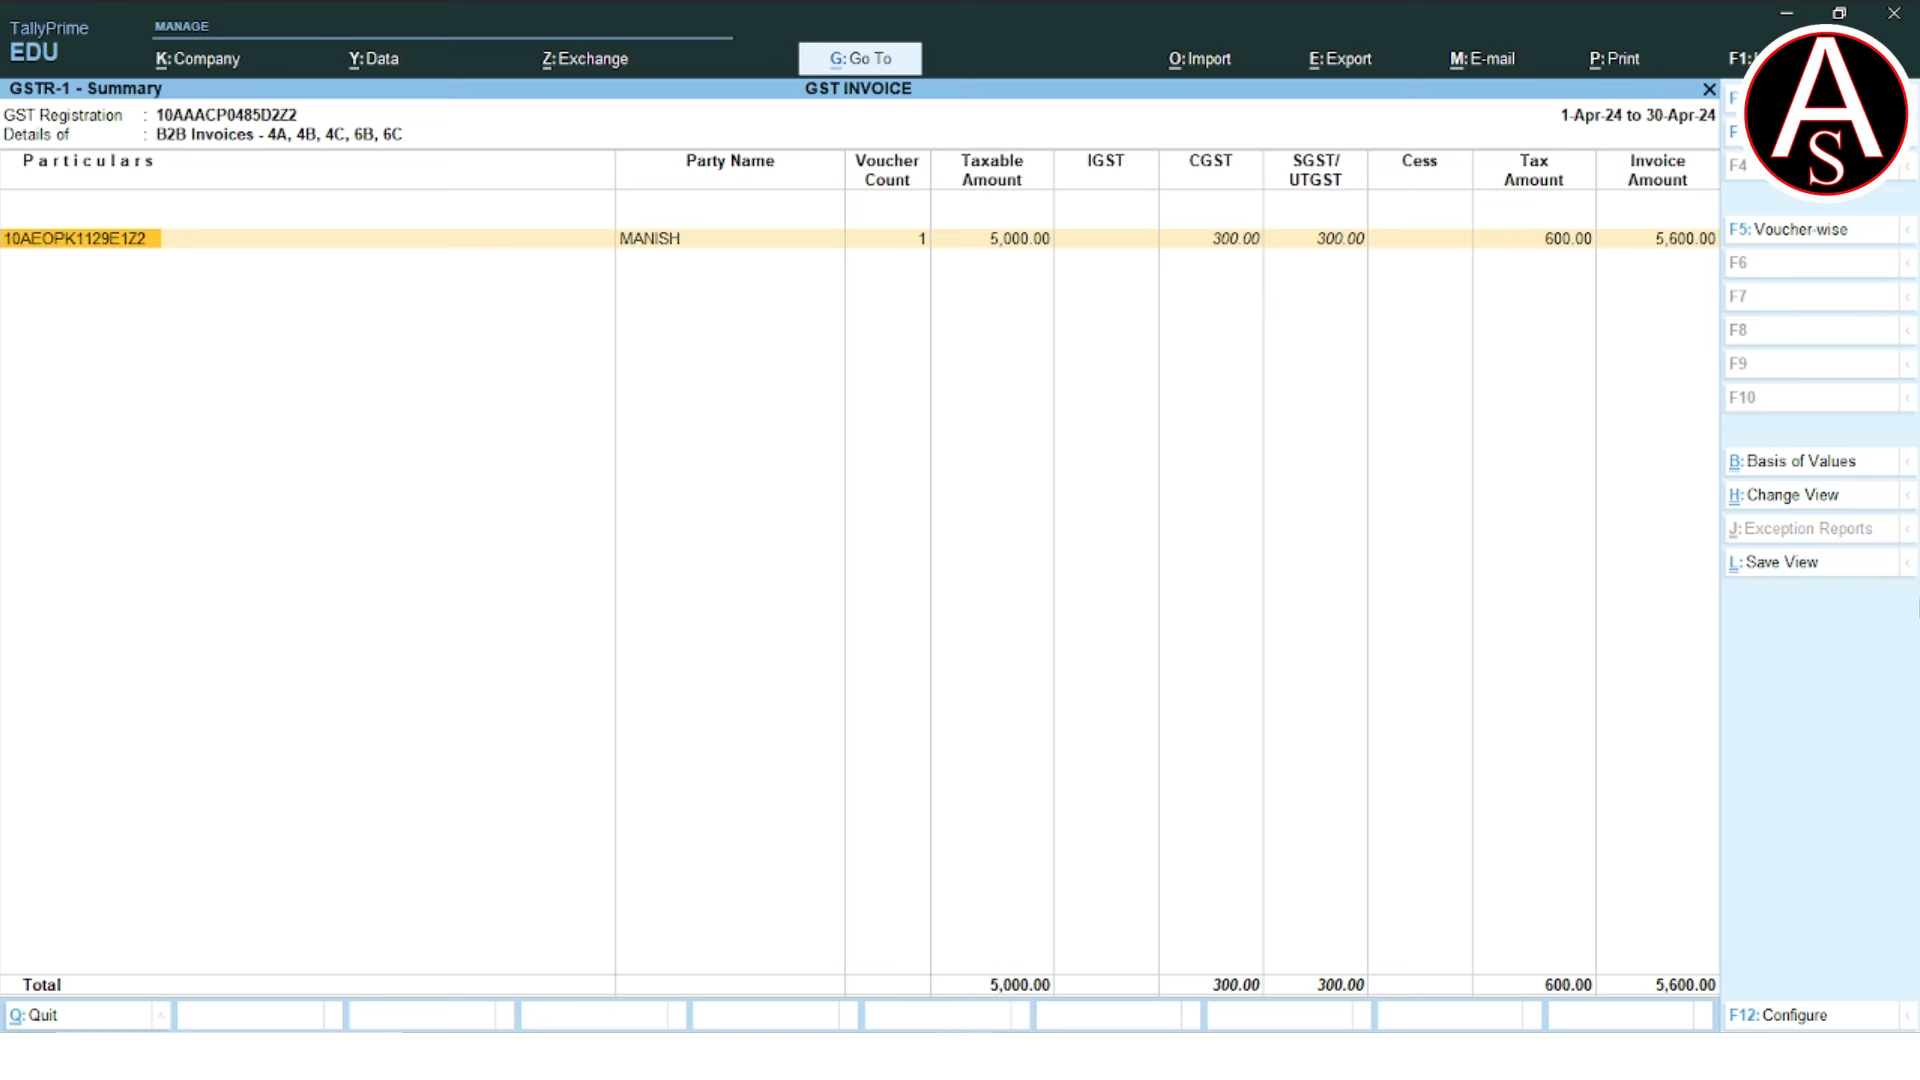 TallyPrime
EDU
MANAGE
K: Company
Y: Data
Z: Exchange
G: Go To
O: Import
E: Export
M: E-mail
P: Print
F1:
GSTR-1 - Summary
GST INVOICE
GST Registration : 10AAACP0485D2Z2
1-Apr-24 to 30-Apr-24
Details of : B2B Invoices - 4A, 4B, 4C, 6B, 6C
Particulars Party Name Voucher Count Taxable Amount IGST CGST SGST/ UTGST Cess Tax Amount Invoice Amount
10AEOPK1129E1Z2 MANISH 1 5,000.00 300.00 300.00 600.00 5,600.00
Total 5,000.00 300.00 300.00 600.00 5,600.00
Q: Quit
AS
F
F
F4
F5: Voucher-wise
F6
F7
F8
F9
F10
B: Basis of Values
H: Change View
J: Exception Reports
L: Save View
F12: Configure